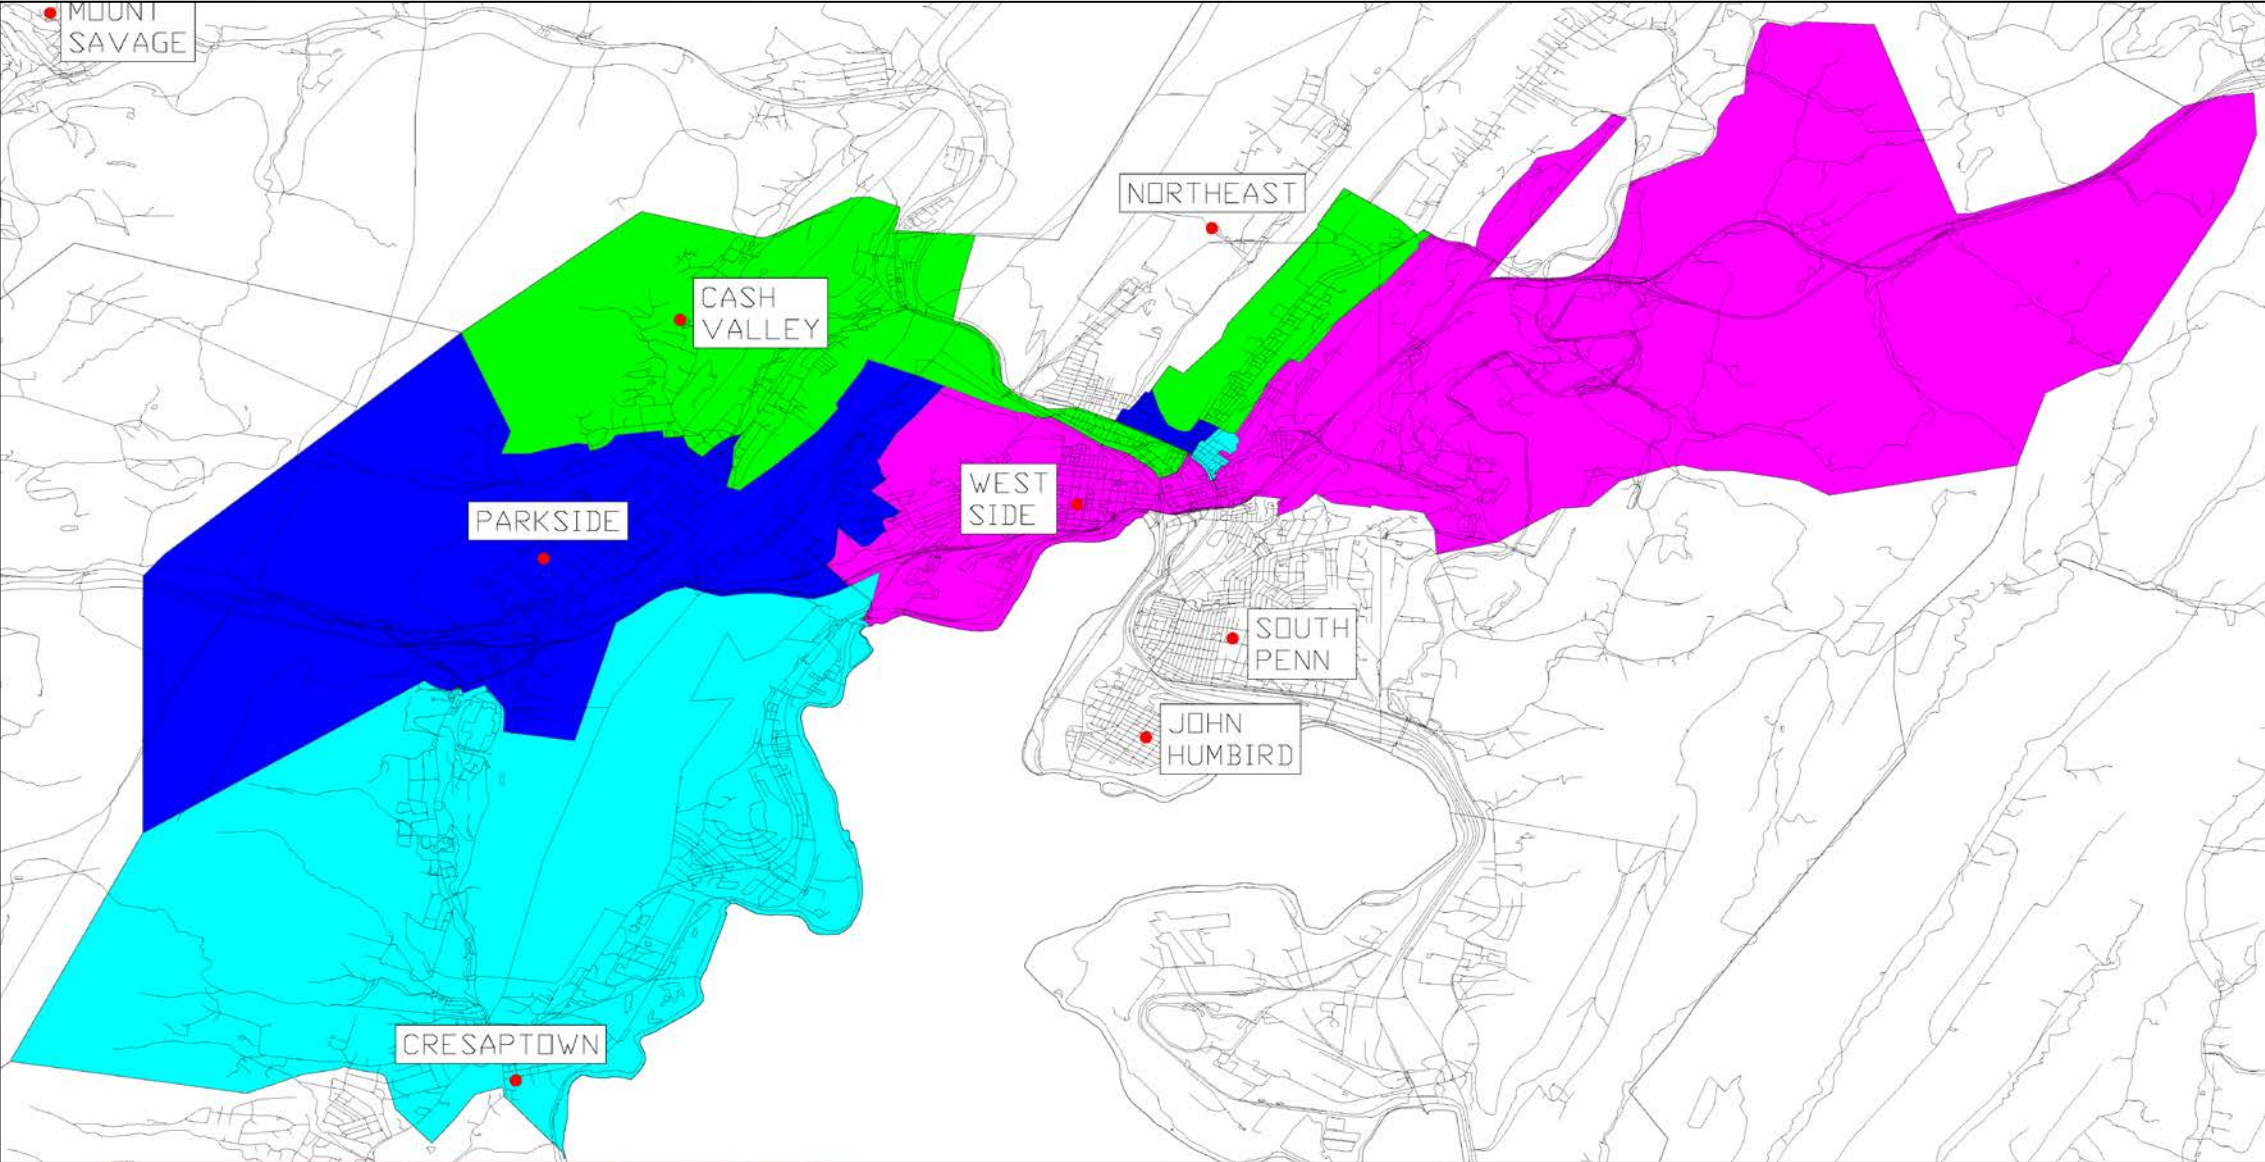 MOUNT
SAVAGE
NORTHEAST
CASH
VALLEY
WEST
SIDE
PARKSIDE
SOUTH
PENN
JOHN
HUMBIRD
CRESAPTOWN